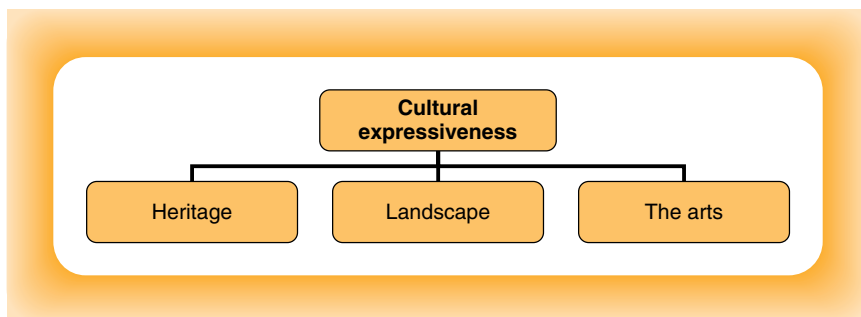 Cultural
expressiveness
Heritage
Landscape
The arts